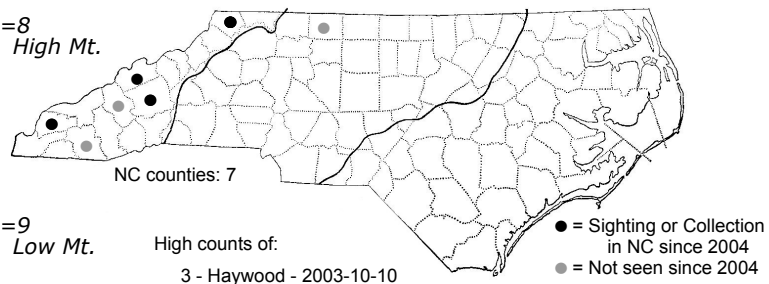 =8
High Mt.
NC counties: 7
=9
Low Mt.
High counts of:
3 - Haywood - 2003-10-10
● = Sighting or Collection
in NC since 2004
● = Not seen since 2004